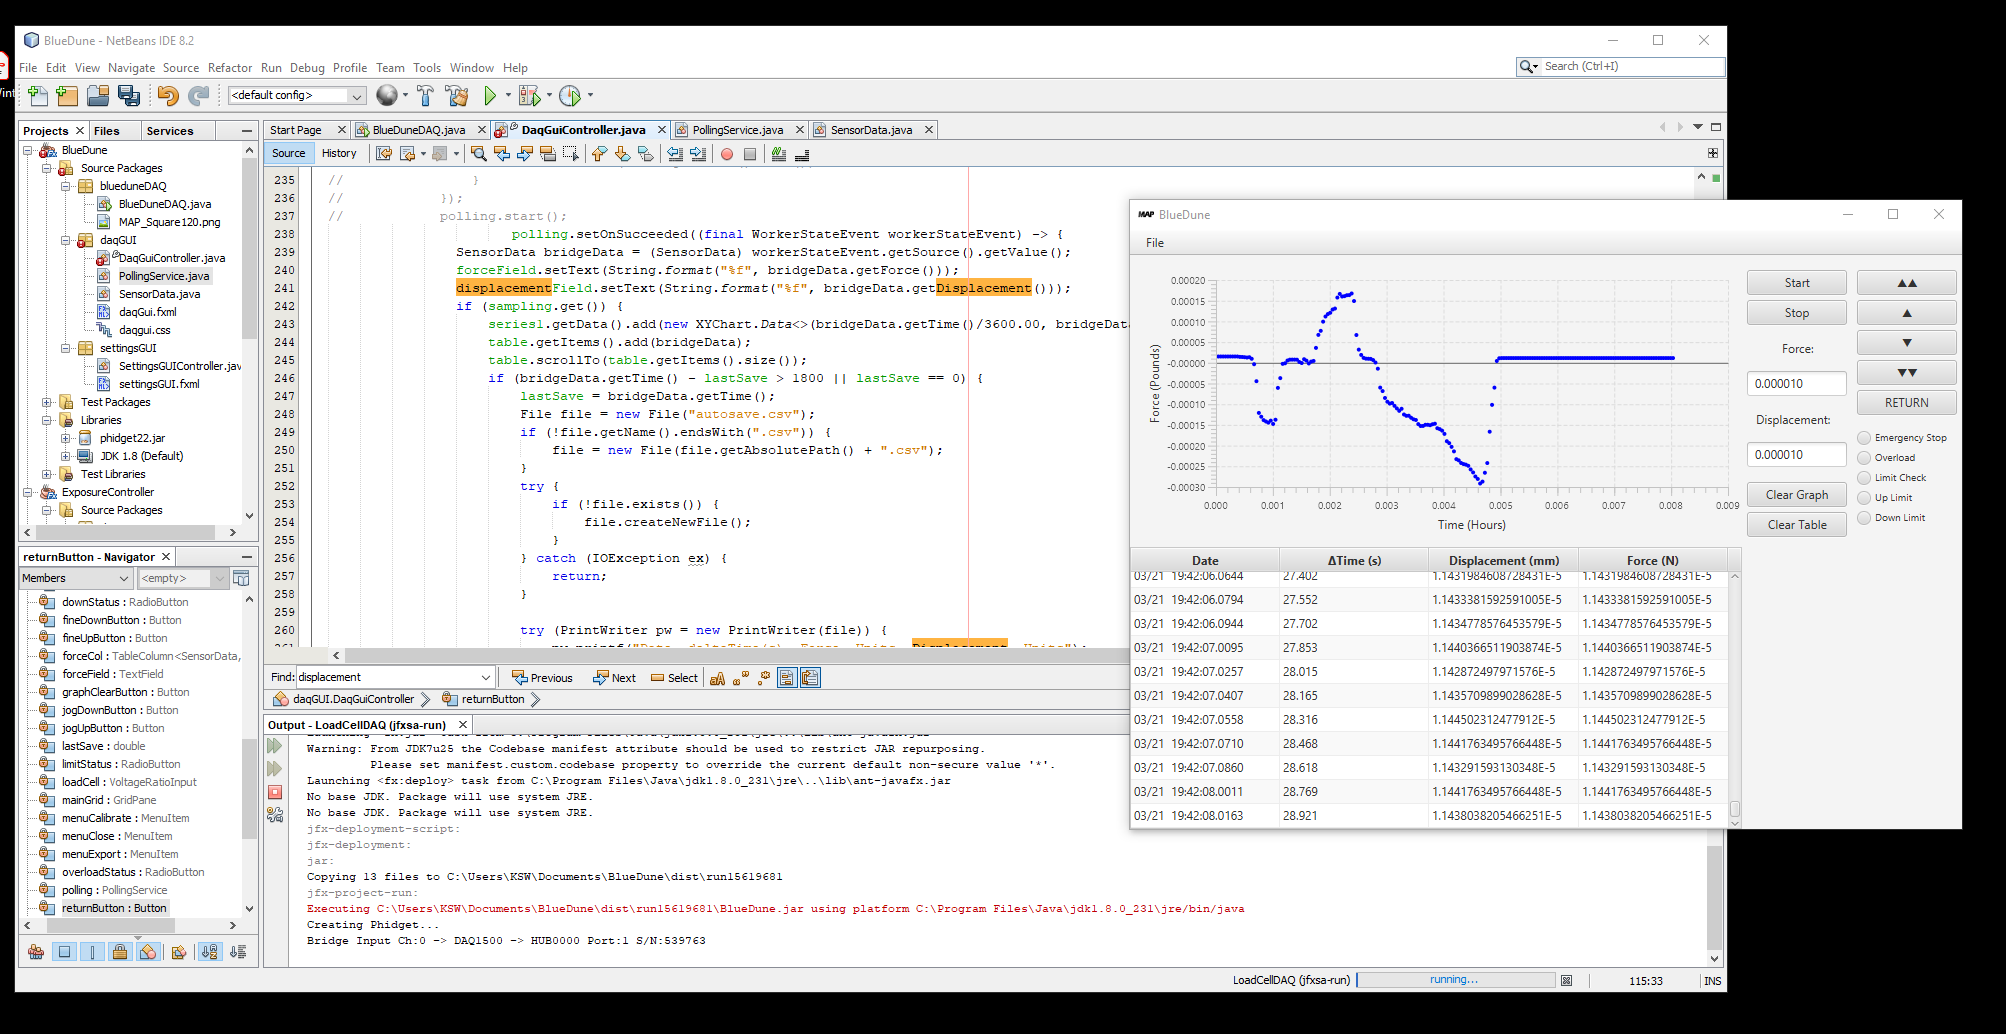 BlueDune - NetBeans IDE 8.2
File Edit View Navigate Source Refactor Run Debug Profile Team Tools Window Help
Search (Ctrl+I)
<default config>
Projects Files Services
BlueDune
Source Packages
blueduneDAQ
BlueDuneDAQ.java
MAP_Square120.png
daqGUI
DaqGuiController.java
PollingService.java
SensorData.java
daqGui.fxml
daqgui.css
settingsGUI
SettingsGUIController.jav
settingsGUI.fxml
Test Packages
Libraries
phidget22.jar
JDK 1.8 (Default)
Test Libraries
ExposureController
Source Packages
returnButton - Navigator
Members <empty>
downStatus : RadioButton
fineDownButton : Button
fineUpButton : Button
forceCol : TableColumn<SensorData,
forceField : TextField
graphClearButton : Button
jogDownButton : Button
jogUpButton : Button
lastSave : double
limitStatus : RadioButton
loadCell : VoltageRatioInput
mainGrid : GridPane
menuCalibrate : MenuItem
menuClose : MenuItem
menuExport : MenuItem
overloadStatus : RadioButton
polling : PollingService
returnButton : Button
Start Page BlueDuneDAQ.java DaqGuiController.java PollingService.java SensorData.java
Source History
235 // }
236 // });
237 // polling.start();
238 polling.setOnSucceeded((final WorkerStateEvent workerStateEvent) -> {
239 SensorData bridgeData = (SensorData) workerStateEvent.getSource().getValue();
240 forceField.setText(String.format("%f", bridgeData.getForce()));
241 displacementField.setText(String.format("%f", bridgeData.getDisplacement()));
242 if (sampling.get()) {
243 series1.getData().add(new XYChart.Data<>(bridgeData.getTime()/3600.00, bridgeData
244 table.getItems().add(bridgeData);
245 table.scrollTo(table.getItems().size());
246 if (bridgeData.getTime() - lastSave > 1800 || lastSave == 0) {
247 lastSave = bridgeData.getTime();
248 File file = new File("autosave.csv");
249 if (!file.getName().endsWith(".csv")) {
250 file = new File(file.getAbsolutePath() + ".csv");
251 }
252 try {
253 if (!file.exists()) {
254 file.createNewFile();
255 }
256 } catch (IOException ex) {
257 return;
258 }
259
260 try (PrintWriter pw = new PrintWriter(file)) {
Find: displacement Previous Next Select
daqGUI.DaqGuiController returnButton
Output - LoadCellDAQ (jfxsa-run)
Warning: From JDK7u25 the Codebase manifest attribute should be used to restrict JAR repurposing.
Please set manifest.custom.codebase property to override the current default non-secure value '*'.
Launching <fx:deploy> task from C:\Program Files\Java\jdk1.8.0_231\jre\..\lib\ant-javafx.jar
No base JDK. Package will use system JRE.
No base JDK. Package will use system JRE.
jfx-deployment-script:
jfx-deployment:
jar:
Copying 13 files to C:\Users\KSW\Documents\BlueDune\dist\run15619681
jfx-project-run:
Executing C:\Users\KSW\Documents\BlueDune\dist\run15619681\BlueDune.jar using platform C:\Program Files\Java\jdk1.8.0_231\jre/bin/java
Creating Phidget...
Bridge Input Ch:0 -> DAQ1500 -> HUB0000 Port:1 S/N:539763
LoadCellDAQ (jfxsa-run) running... 115:33 INS
MAP BlueDune
File
0.00020
0.00015
0.00010
0.00005
-0.00000
-0.00005
-0.00010
-0.00015
-0.00020
-0.00025
-0.00030
Force (Pounds)
0.000 0.001 0.002 0.003 0.004 0.005 0.006 0.007 0.008 0.009
Time (Hours)
Start
Stop
Force:
0.000010
Displacement:
0.000010
Clear Graph
Clear Table
▲▲
▲
▼
▼▼
RETURN
Emergency Stop
Overload
Limit Check
Up Limit
Down Limit
Date ΔTime (s) Displacement (mm) Force (N)
03/21 19:42:06.0644 27.402 1.1431984608728431E-5 1.1431984608728431E-5
03/21 19:42:06.0794 27.552 1.1433381592591005E-5 1.1433381592591005E-5
03/21 19:42:06.0944 27.702 1.1434778576453579E-5 1.1434778576453579E-5
03/21 19:42:07.0095 27.853 1.1440366511903874E-5 1.1440366511903874E-5
03/21 19:42:07.0257 28.015 1.142872497971576E-5 1.142872497971576E-5
03/21 19:42:07.0407 28.165 1.1435709899028628E-5 1.1435709899028628E-5
03/21 19:42:07.0558 28.316 1.144502312477912E-5 1.144502312477912E-5
03/21 19:42:07.0710 28.468 1.1441763495766448E-5 1.1441763495766448E-5
03/21 19:42:07.0860 28.618 1.143291593130348E-5 1.143291593130348E-5
03/21 19:42:08.0011 28.769 1.1441763495766448E-5 1.1441763495766448E-5
03/21 19:42:08.0163 28.921 1.1438038205466251E-5 1.1438038205466251E-5